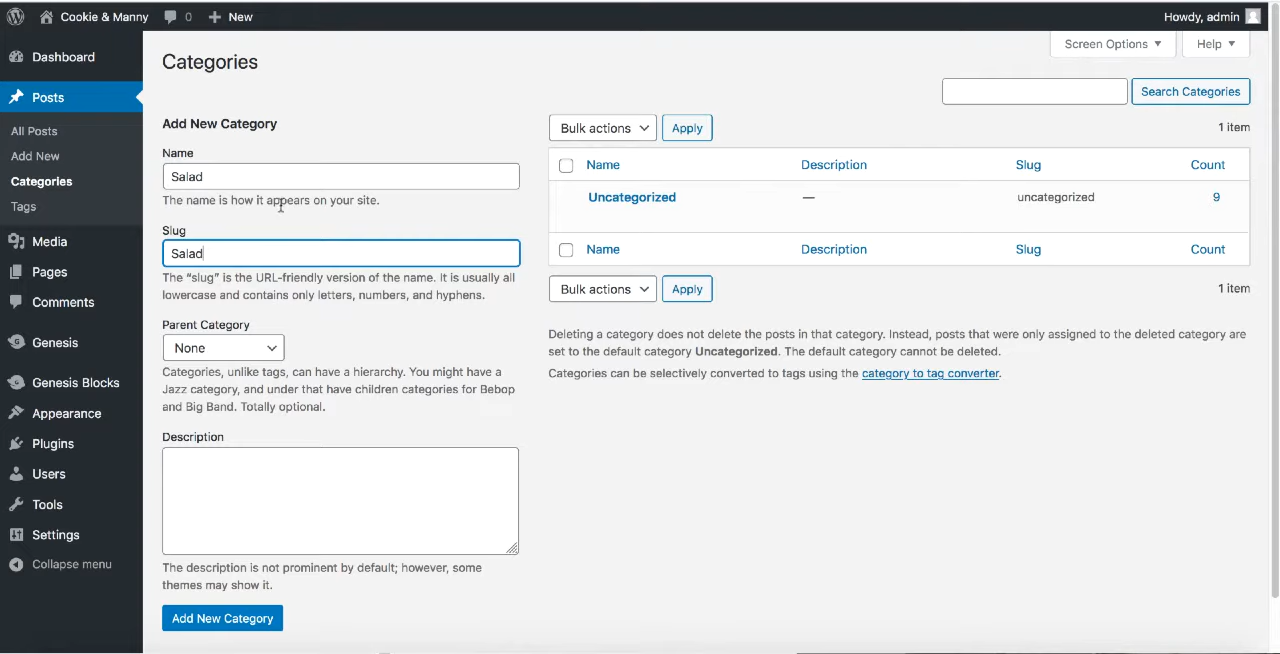 Cookie & Manny 0 New Howdy, admin
Dashboard
Posts
All Posts
Add New
Categories
Tags
Media
Pages
Comments
Genesis
Genesis Blocks
Appearance
Plugins
Users
Tools
Settings
Collapse menu
Screen Options Help
Categories
Search Categories
Add New Category
Name
Salad
The name is how it appears on your site.
Slug
Salad
The “slug” is the URL-friendly version of the name. It is usually all
lowercase and contains only letters, numbers, and hyphens.
Parent Category
None
Categories, unlike tags, can have a hierarchy. You might have a
Jazz category, and under that have children categories for Bebop
and Big Band. Totally optional.
Description
The description is not prominent by default; however, some
themes may show it.
Add New Category
Bulk actions Apply 1 item
Name Description Slug Count
Uncategorized — uncategorized 9
Name Description Slug Count
Bulk actions Apply 1 item
Deleting a category does not delete the posts in that category. Instead, posts that were only assigned to the deleted category are
set to the default category Uncategorized. The default category cannot be deleted.
Categories can be selectively converted to tags using the category to tag converter.